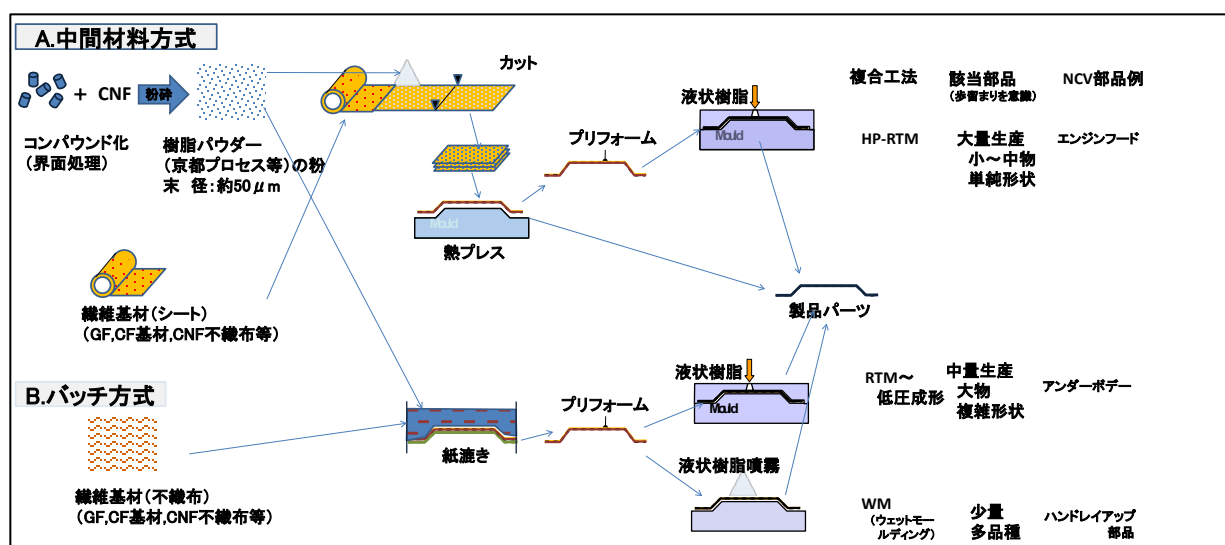 A.中間材料方式
カット
+ CNF
粉砕
コンパウンド化
(界面処理)
樹脂パウダー
(京都プロセス等)の粉
末 径:約50μm
プリフォーム
液状樹脂
Mould
複合工法
該当部品
(歩留まりを意識)
NCV部品例
HP-RTM
大量生産
小~中物
単純形状
エンジンフード
Mould
熱プレス
繊維基材(シート)
(GF,CF基材,CNF不織布等)
製品パーツ
B.バッチ方式
紙漉き
プリフォーム
液状樹脂
Mould
RTM~
低圧成形
中量生産
大物
複雑形状
アンダーボデー
繊維基材(不織布)
(GF,CF基材,CNF不織布等)
液状樹脂噴霧
WM
(ウェットモー
ルディング)
少量
多品種
ハンドレイアップ
部品